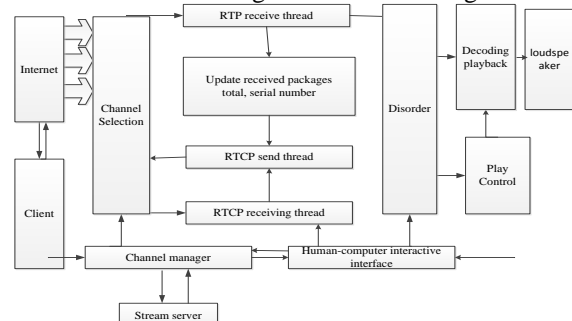 RTP receive thread
Internet
Update received packages
total, serial number
Channel
Selection
Disorder
Decoding
playback
loudspe
aker
RTCP send thread
Play
Control
Client
RTCP receiving thread
Channel manager
Human-computer interactive
interface
Stream server